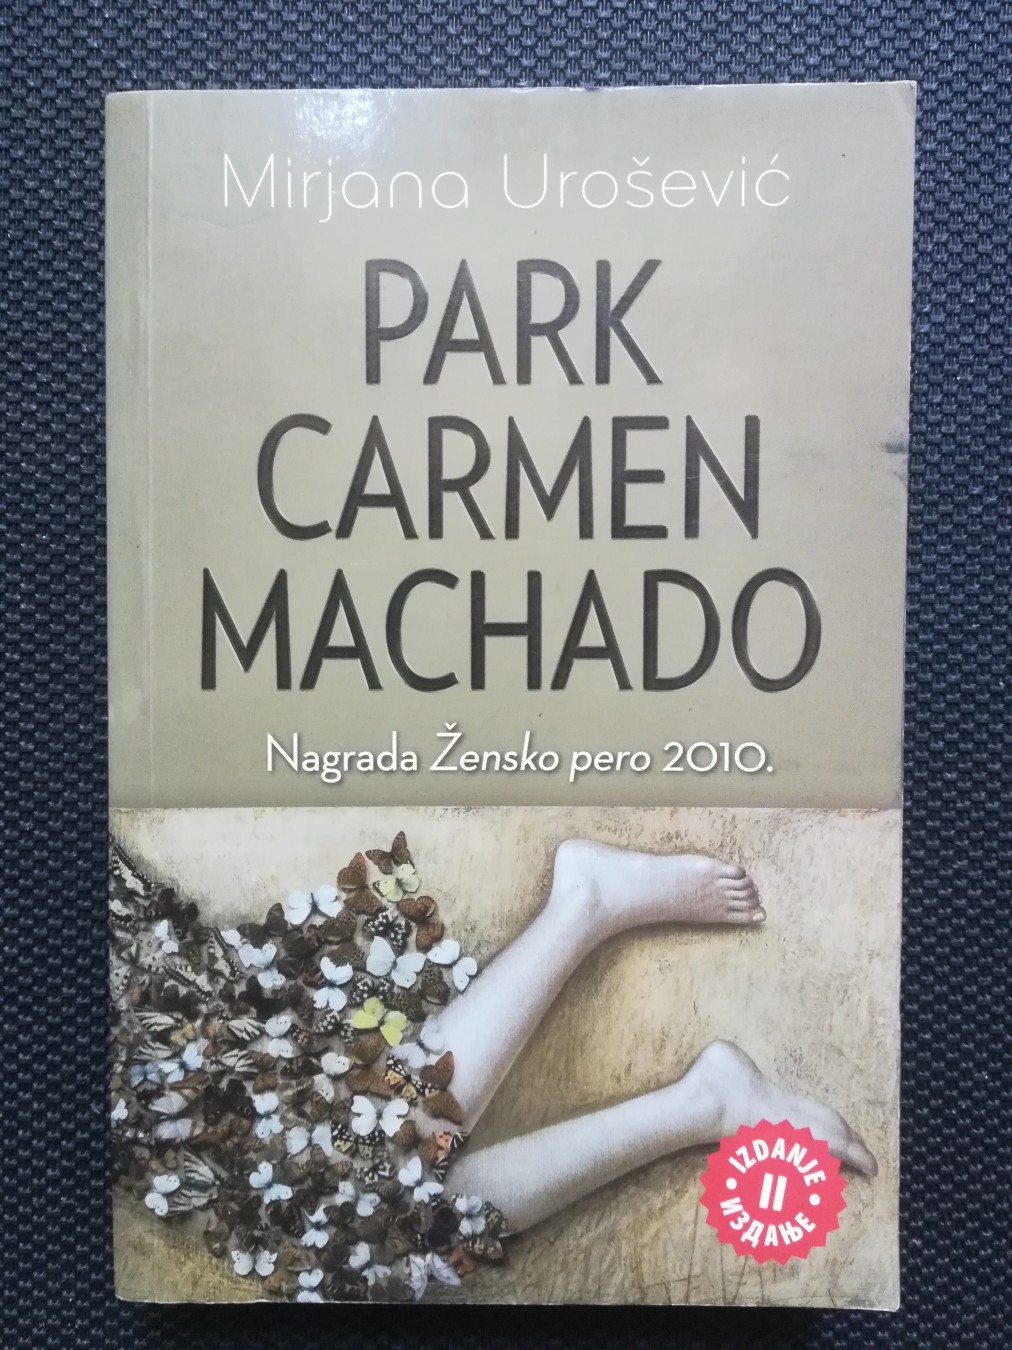 Mirjana Urošević
PARK
CARMEN
MACHADO
Nagrada Žensko pero 2010.
IZDANJE
II
ИЗДАЊЕ